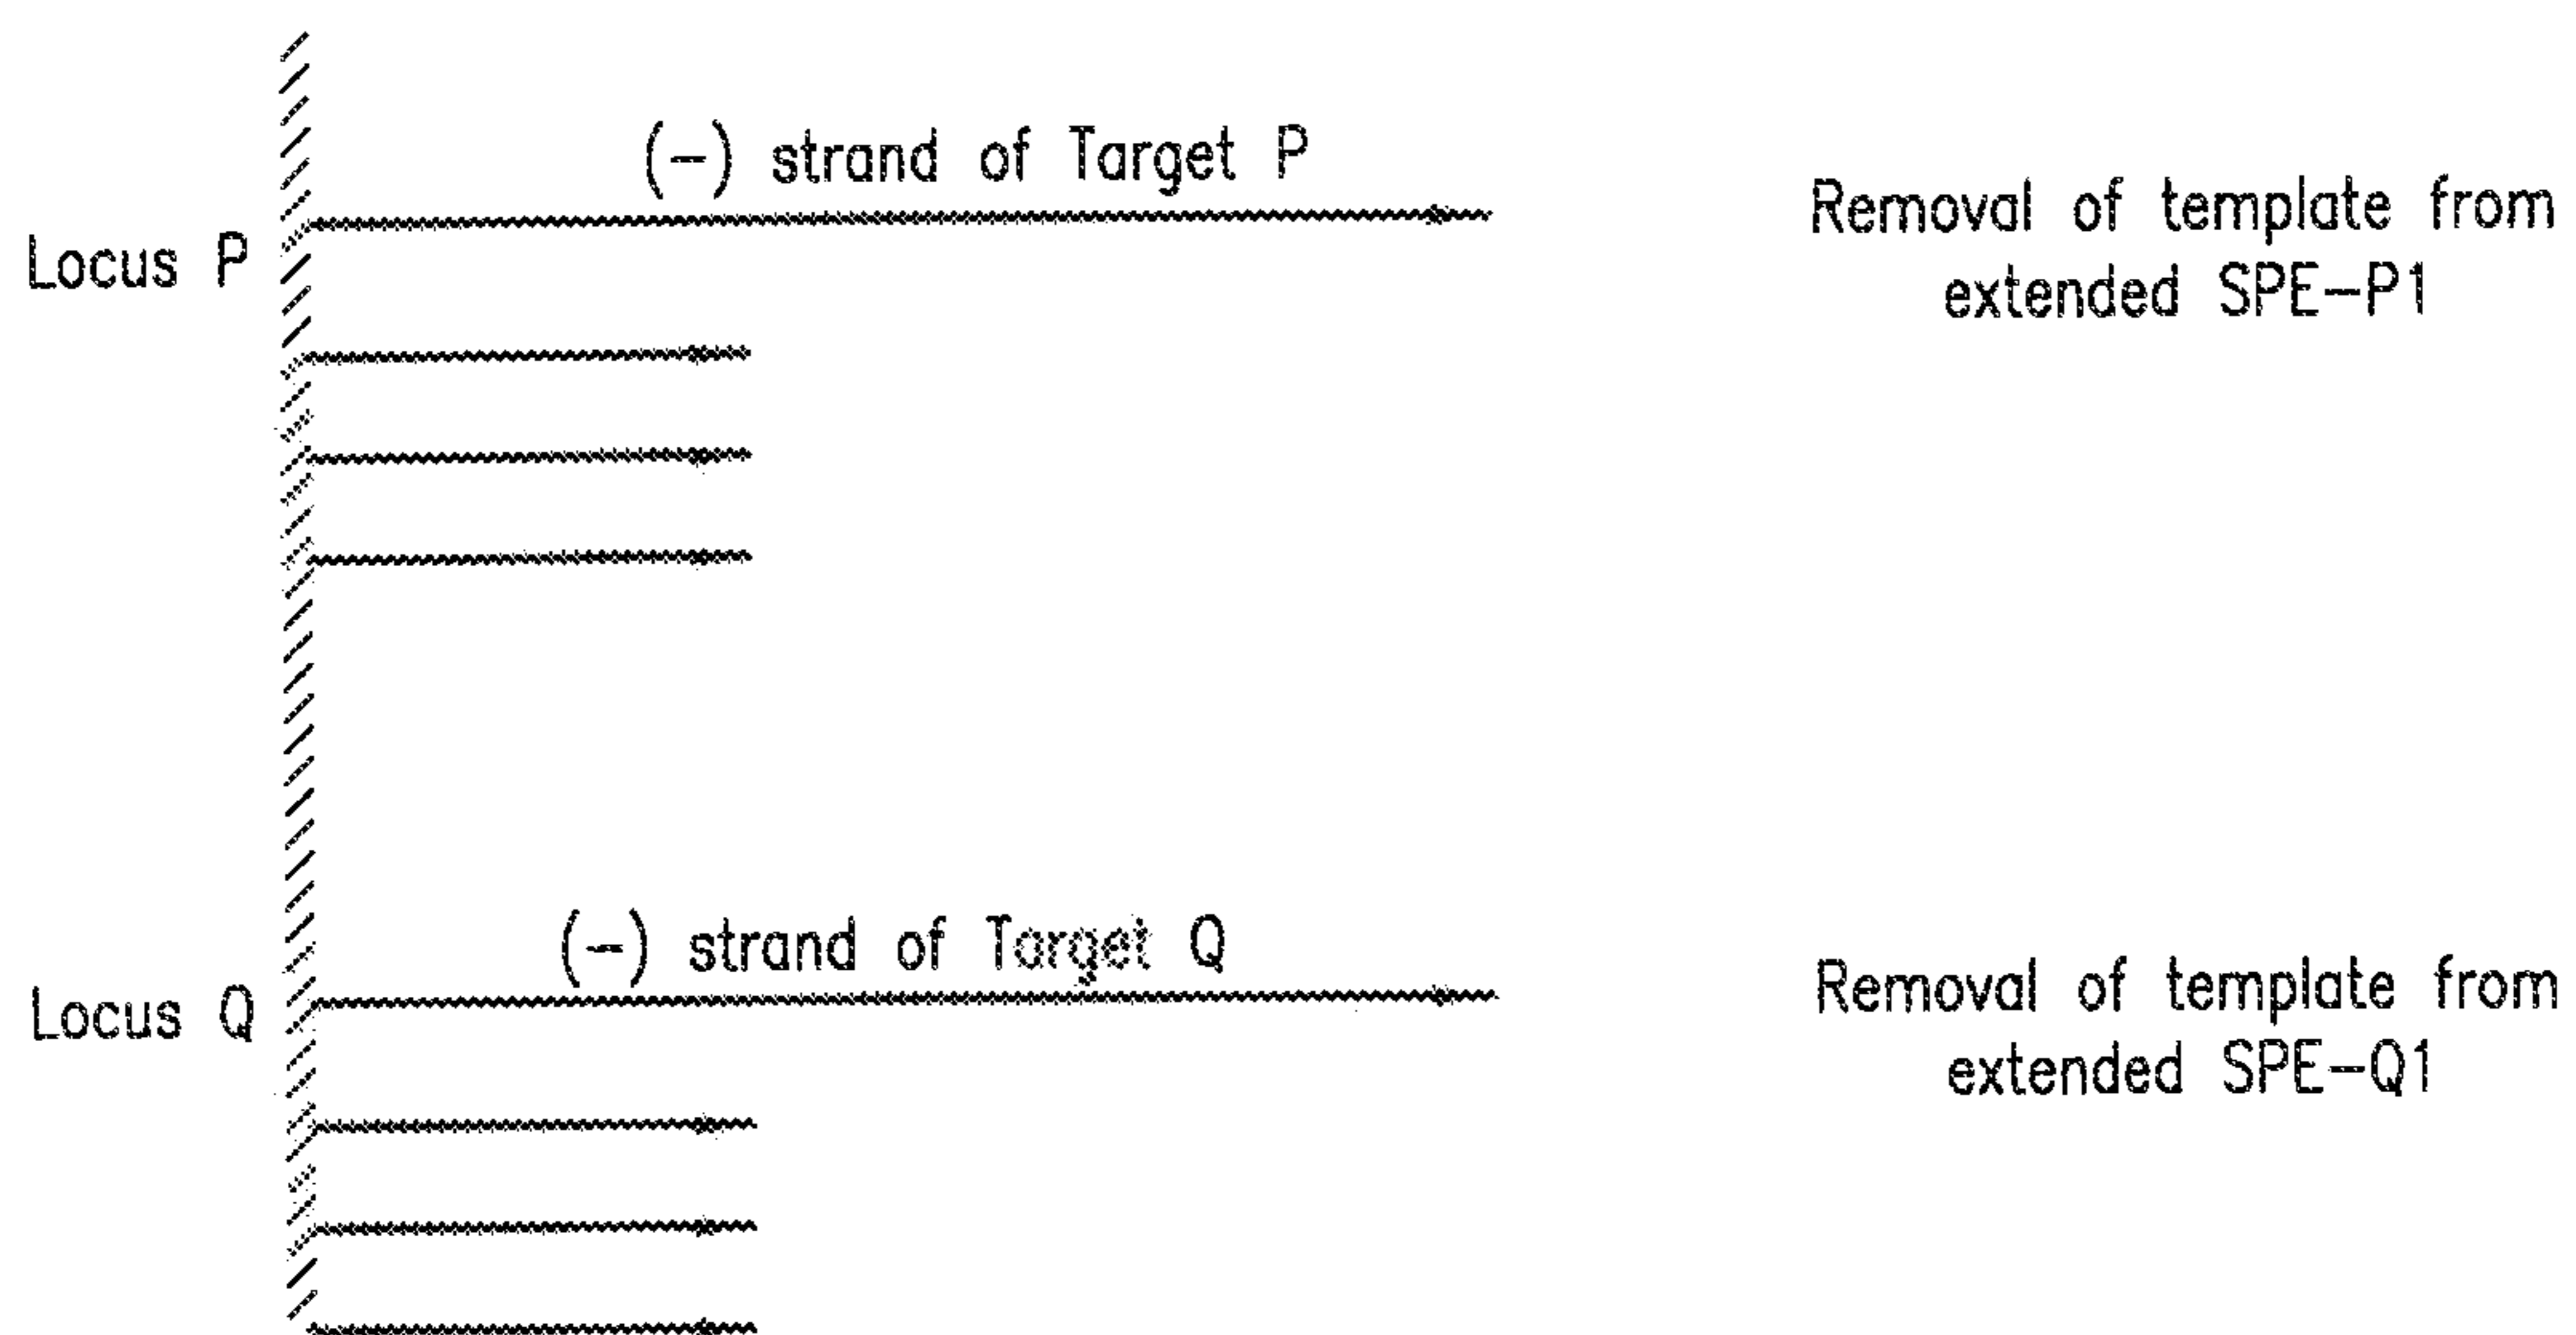 (-) strand of Target P
Removal of template from
extended SPE-P1
Locus P
(-) strand of Target Q
Removal of template from
extended SPE-Q1
Locus Q